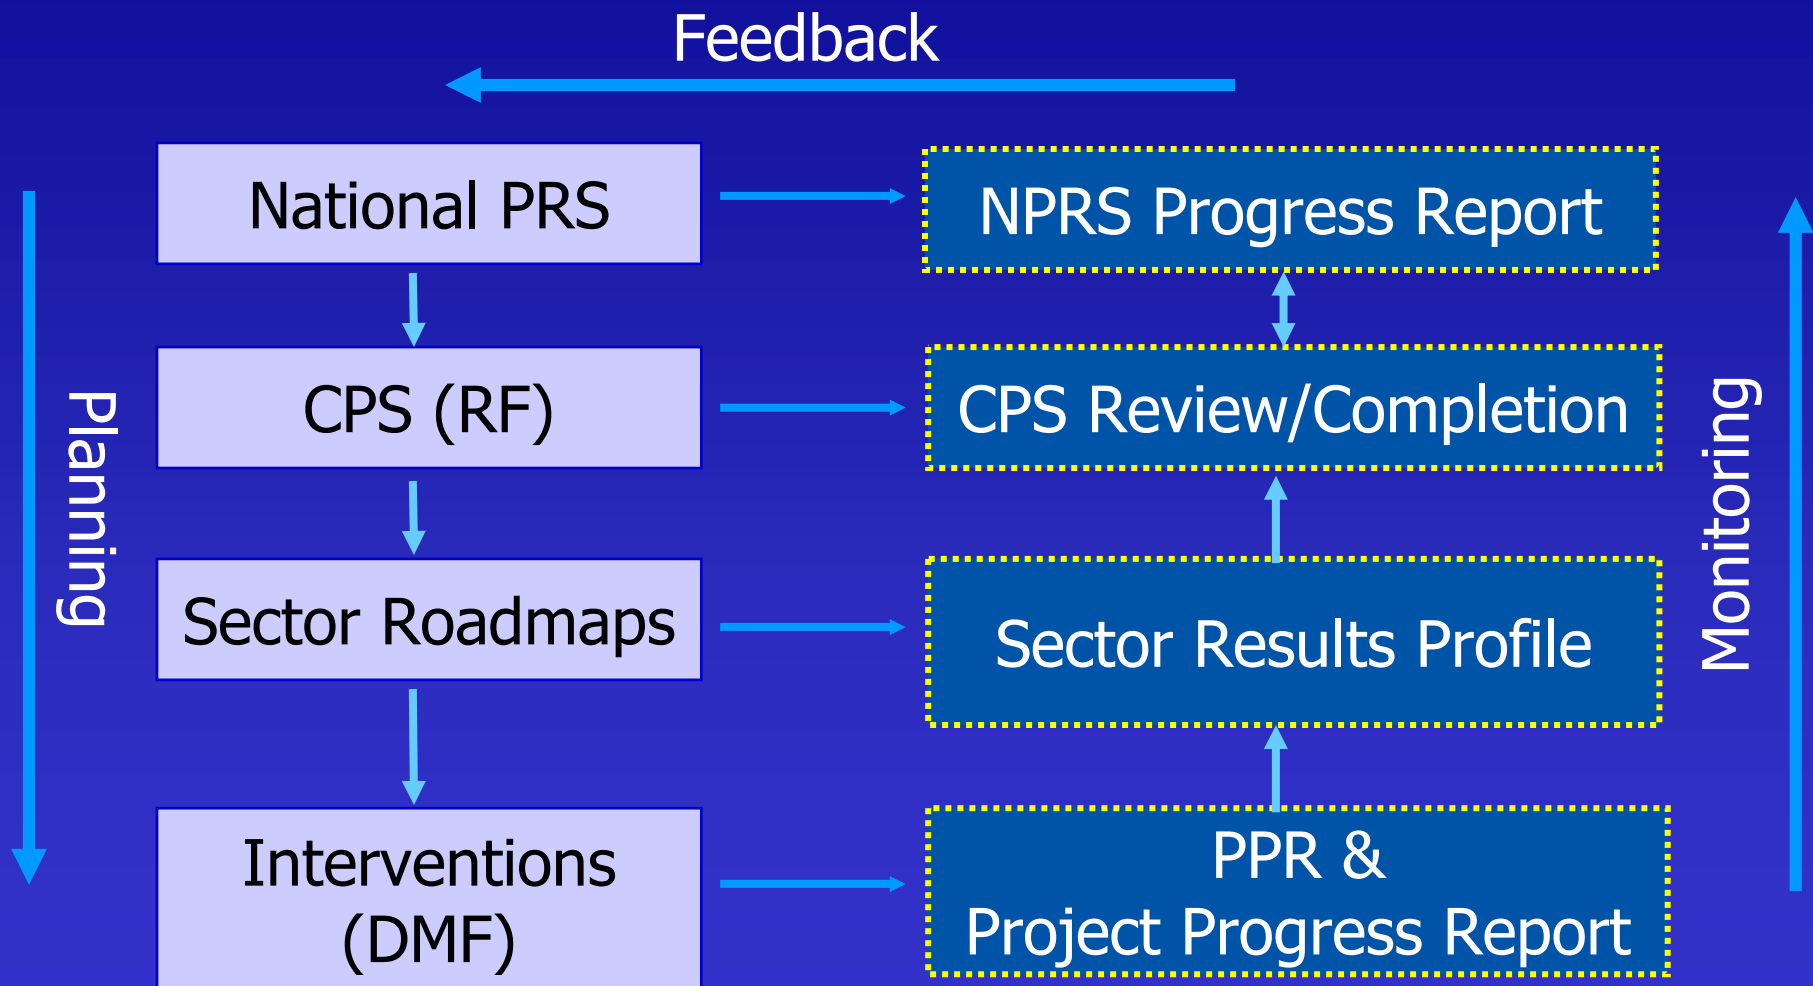 Feedback
National PRS
NPRS Progress Report
CPS (RF)
CPS Review/Completion
Planning
Monitoring
Sector Roadmaps
Sector Results Profile
Interventions
(DMF)
PPR &
Project Progress Report